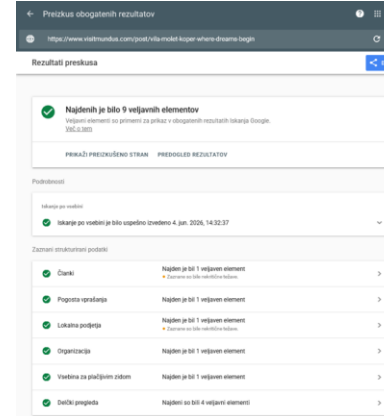 Preizkus obogatenih rezultatov
https://www.visitmundus.com/post/vila-molet-koper-where-dreams-begin
Rezultati preskusa
Najdenih je bilo 9 veljavnih elementov
Veljavni elementi so primerni za prikaz v obogatenih rezultatih iskanja Google.
Več o tem
PRIKAŽI PREIZKUŠENO STRAN PREDOGLED REZULTATOV
Podrobnosti
Iskanje po vsebini
Iskanje po vsebini je bilo uspešno izvedeno 4. jun. 2026, 14:32:37
Zaznani strukturirani podatki
Članki
Najden je bil 1 veljaven element
Zaznane so bile nekritične težave.
Pogosta vprašanja
Najden je bil 1 veljaven element
Lokalna podjetja
Najden je bil 1 veljaven element
Zaznane so bile nekritične težave.
Organizacija
Najden je bil 1 veljaven element
Vsebina za plačljivim zidom
Najden je bil 1 veljaven element
Delčki pregleda
Najdeni so bili 4 veljavni elementi